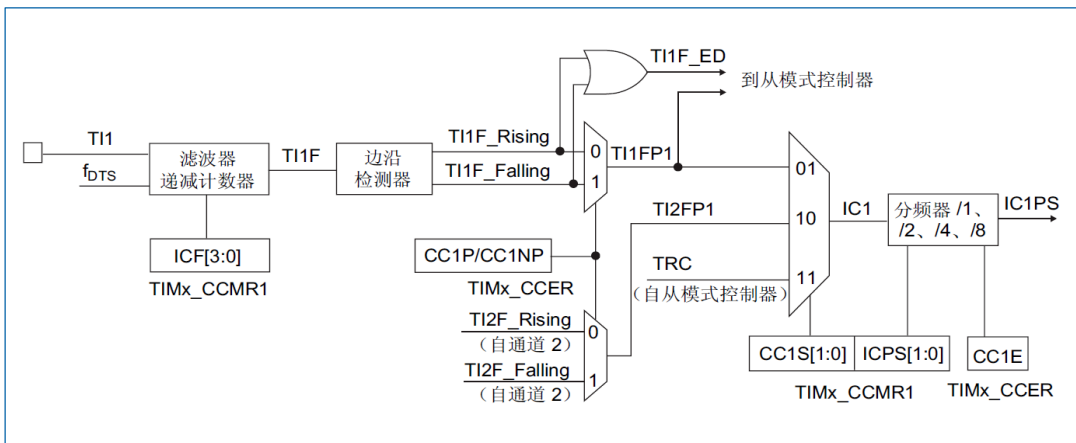 TI1F_ED
到从模式控制器
TI1
f_DTS
滤波器
递减计数器
TI1F
边沿
检测器
TI1F_Rising
TI1F_Falling
0
1
TI1FP1
01
10
11
TI2FP1
TRC
（自从模式控制器）
IC1
分频器 /1、
/2、/4、/8
IC1PS
ICF[3:0]
TIMx_CCMR1
CC1P/CC1NP
TIMx_CCER
TI2F_Rising
（自通道 2）
TI2F_Falling
（自通道 2）
0
1
CC1S[1:0]
ICPS[1:0]
CC1E
TIMx_CCMR1
TIMx_CCER